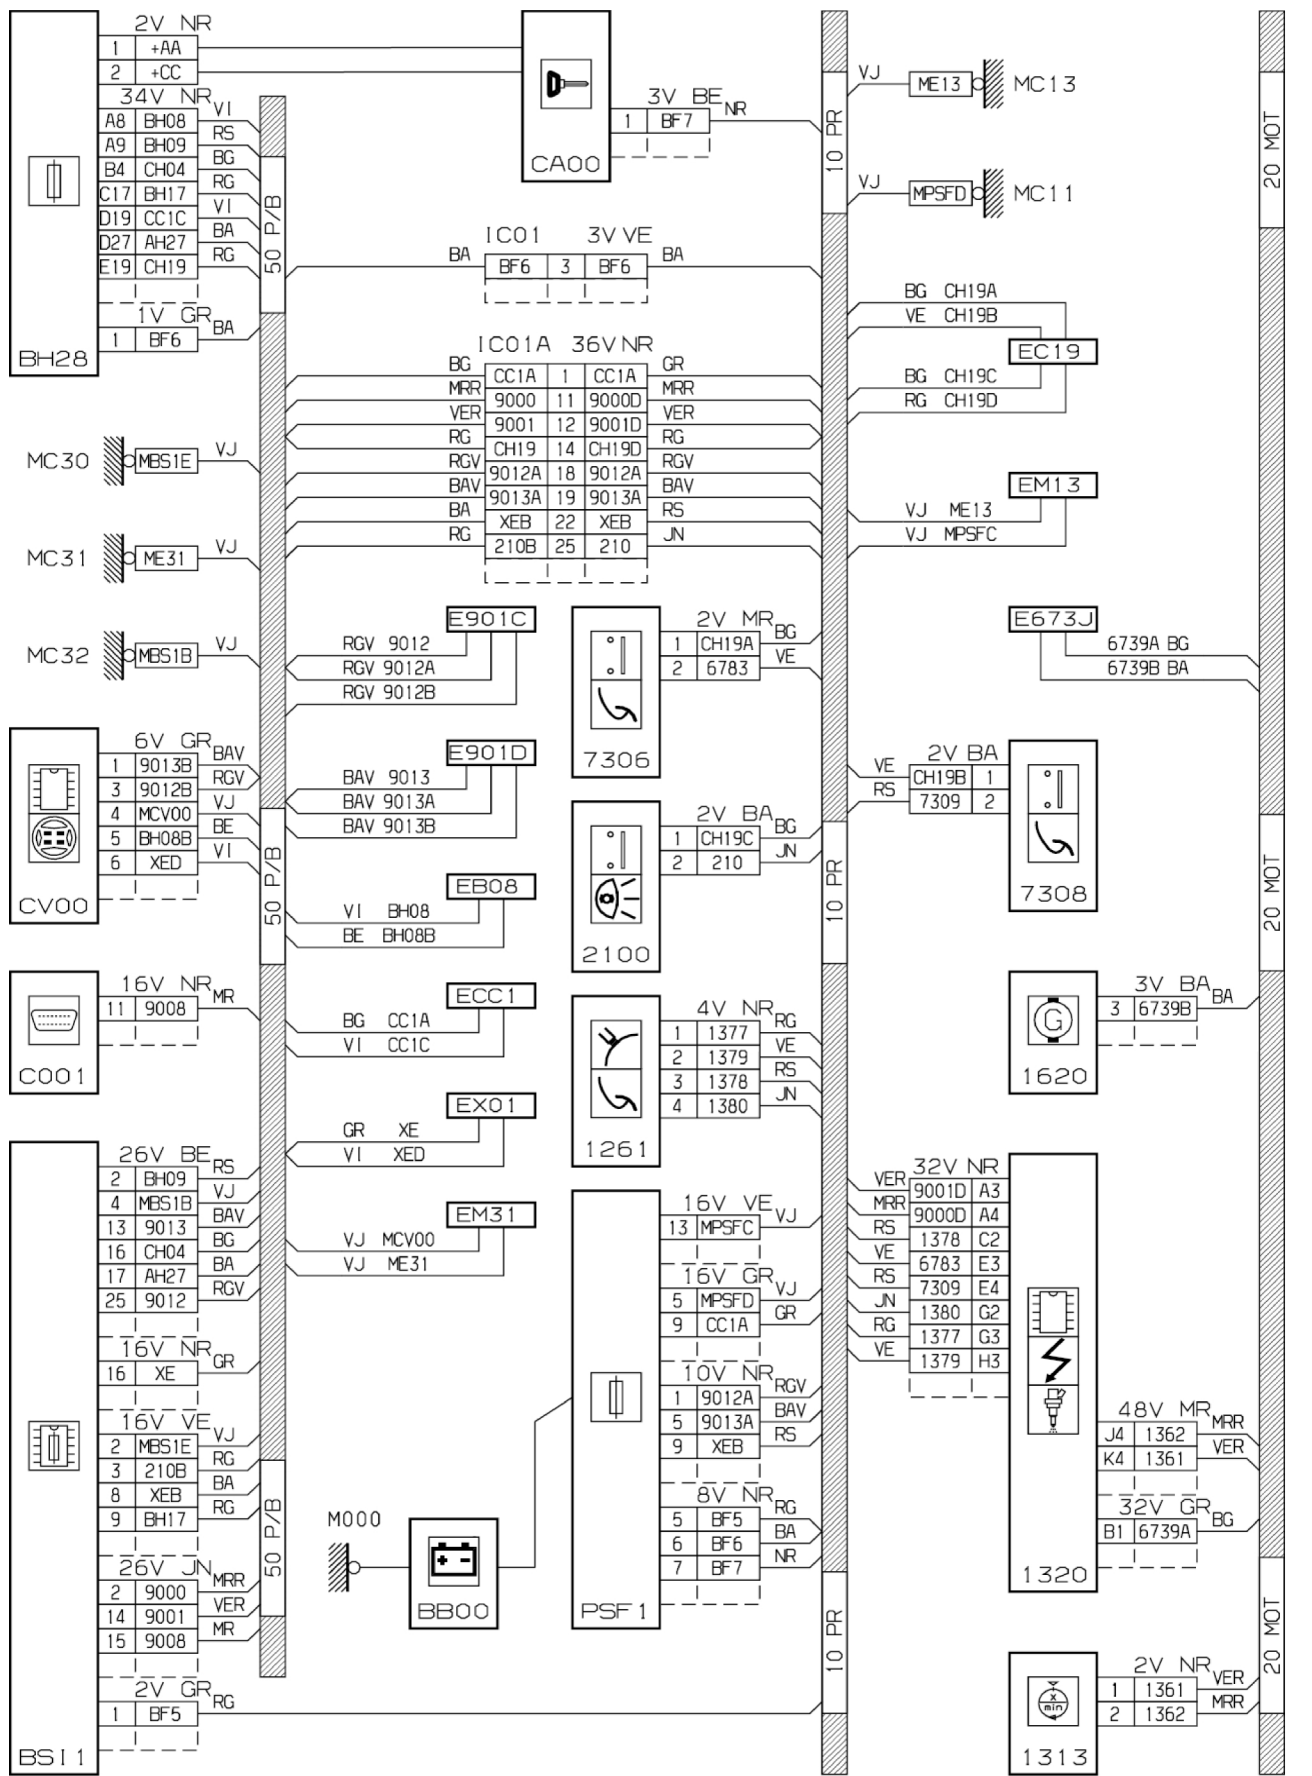 2V NR
1 +AA
2 +CC
34V NR
A8 BH08 VI
A9 BH09 RS
B4 CH04 BG
C17 BH17 RG
D19 CC1C VI
D27 AH27 BA
E19 CH19 RG
1V GR
1 BF6 BA
BH28
50 P/B
CA00
3V BE
1 BF7 NR
10 PR
VJ ME13 MC13
VJ MPSFD MC11
20 MOT
IC01 3V VE
BA BF6 3 BF6 BA
IC01A 36V NR
BG CC1A 1 CC1A GR
MRR 9000 11 9000D MRR
VER 9001 12 9001D VER
RG CH19 14 CH19D RG
RGV 9012A 18 9012A RGV
BAV 9013A 19 9013A BAV
BA XEB 22 XEB RS
RG 210B 25 210 JN
BG CH19A
VE CH19B
EC19
BG CH19C
RG CH19D
EM13
VJ ME13
VJ MPSFC
MC30 MBS1E VJ
MC31 ME31 VJ
MC32 MBS1B VJ
E901C
RGV 9012
RGV 9012A
RGV 9012B
E901D
BAV 9013
BAV 9013A
BAV 9013B
2V MR
1 CH19A BG
2 6783 VE
7306
E673J
6739A BG
6739B BA
6V GR
1 9013B BAV
3 9012B RGV
4 MCV00 VJ
5 BH08B BE
6 XED VI
CV00
50 P/B
EB08
VI BH08
BE BH08B
2V BA
1 CH19C BG
2 210 JN
2100
10 PR
2V BA
VE CH19B 1
RS 7309 2
7308
20 MOT
16V NR
11 9008 MR
C001
ECC1
BG CC1A
VI CC1C
EX01
GR XE
VI XED
EM31
VJ MCV00
VJ ME31
4V NR
1 1377 RG
2 1379 VE
3 1378 RS
4 1380 JN
1261
G
3V BA
3 6739B BA
1620
26V BE
2 BH09 RS
4 MBS1B VJ
13 9013 BAV
16 CH04 BG
17 AH27 BA
25 9012 RGV
16V NR
16 XE GR
16V VE
2 MBS1E VJ
3 210B RG
8 XEB BA
9 BH17 RG
26V JN
2 9000 MRR
14 9001 VER
15 9008 MR
2V GR
1 BF5 RG
BSI1
50 P/B
M000
+ -
BB00
16V VE
13 MPSFC VJ
16V GR
5 MPSFD VJ
9 CC1A GR
10V NR
1 9012A RGV
5 9013A BAV
9 XEB RS
8V NR
5 BF5 RG
6 BF6 BA
7 BF7 NR
PSF1
10 PR
32V NR
VER 9001D A3
MRR 9000D A4
RS 1378 C2
VE 6783 E3
RS 7309 E4
JN 1380 G2
RG 1377 G3
VE 1379 H3
48V MR
J4 1362 MRR
K4 1361 VER
32V GR
B1 6739A BG
1320
20 MOT
x
min
2V NR
1 1361 VER
2 1362 MRR
1313